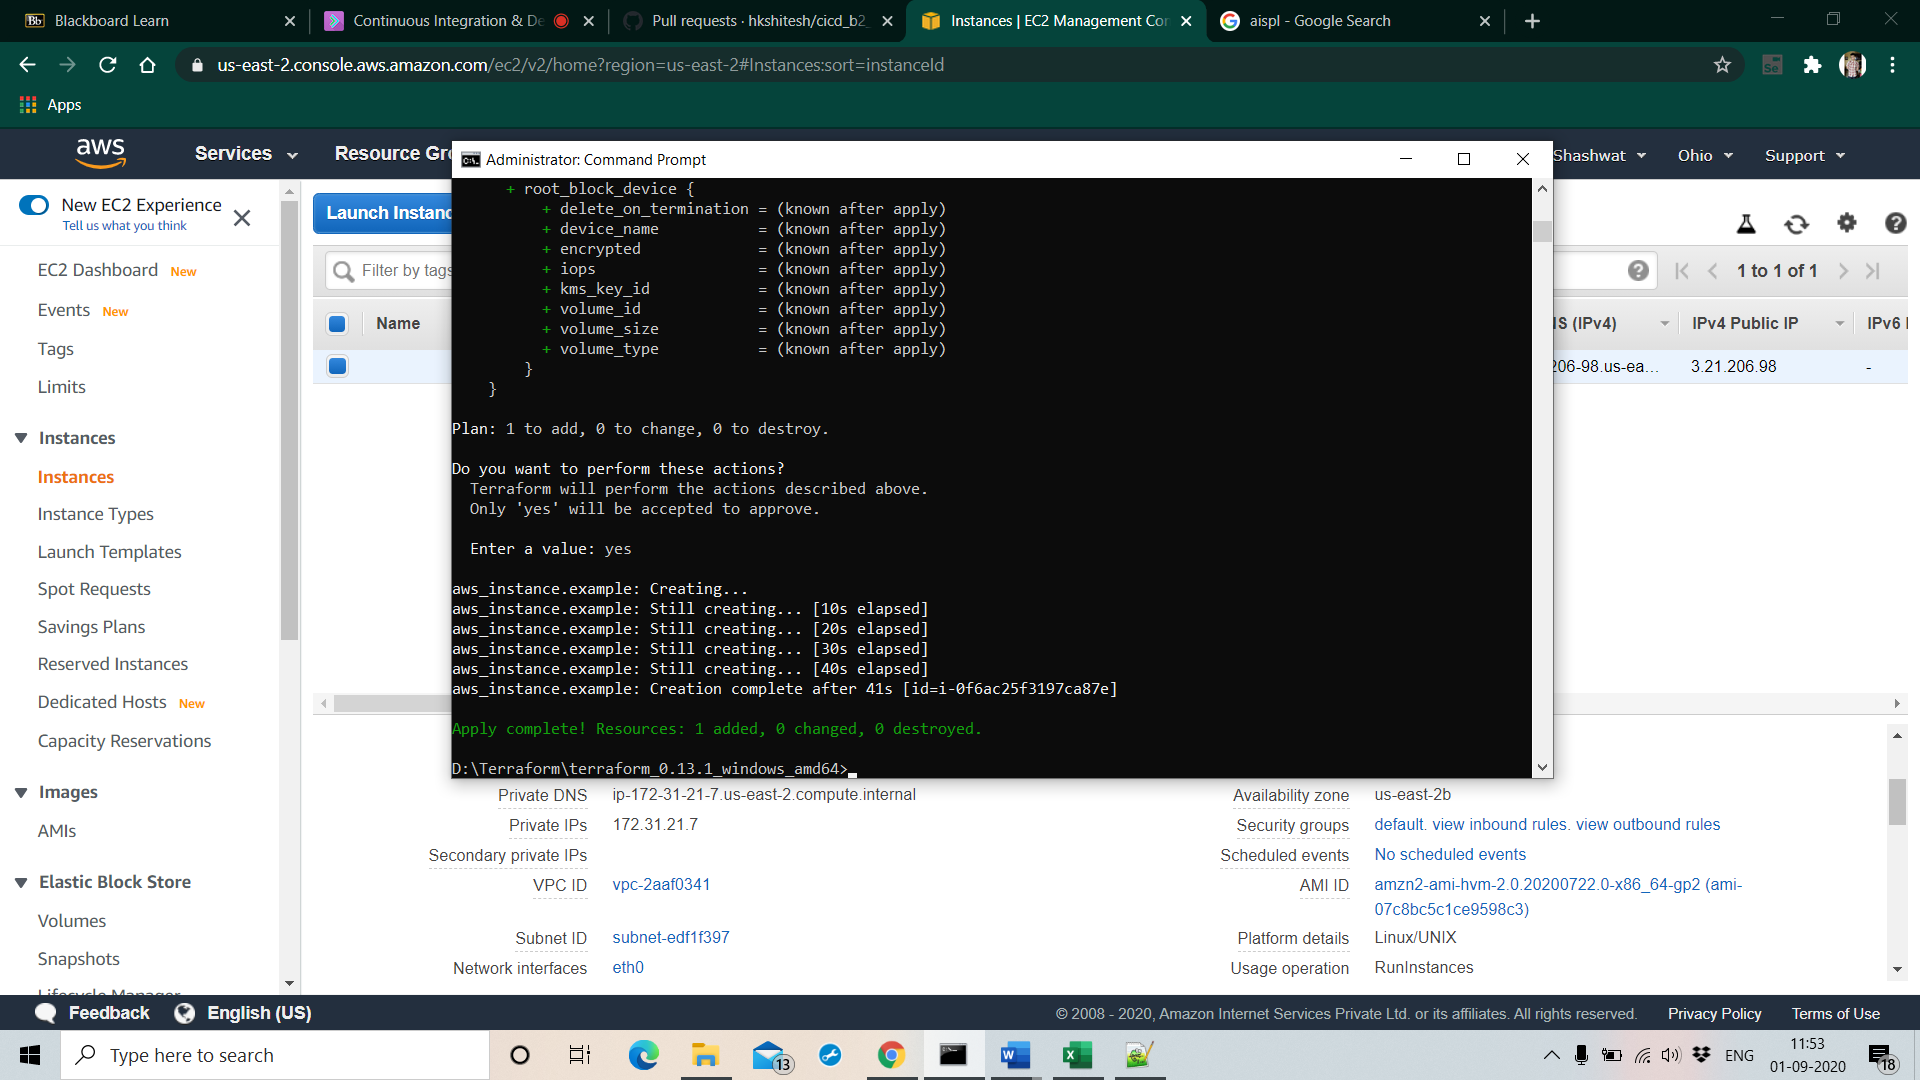 Blackboard Learn
Continuous Integration & De
Pull requests · hkshitesh/cicd_b2_
Instances | EC2 Management Con
aispl - Google Search
us-east-2.console.aws.amazon.com/ec2/v2/home?region=us-east-2#Instances:sort=instanceId
Apps
aws
Services
Resource Gr
Shashwat
Ohio
Support
Administrator: Command Prompt
New EC2 Experience
Tell us what you think
EC2 Dashboard New
Events New
Tags
Limits
Instances
Instances
Instance Types
Launch Templates
Spot Requests
Savings Plans
Reserved Instances
Dedicated Hosts New
Capacity Reservations
Images
AMIs
Elastic Block Store
Volumes
Snapshots
Lifecycle Manager
Launch Instanc
Filter by tags
1 to 1 of 1
Name
IS (IPv4)
IPv4 Public IP
IPv6 I
206-98.us-ea...
3.21.206.98
-
+ root_block_device {
+ delete_on_termination = (known after apply)
+ device_name = (known after apply)
+ encrypted = (known after apply)
+ iops = (known after apply)
+ kms_key_id = (known after apply)
+ volume_id = (known after apply)
+ volume_size = (known after apply)
+ volume_type = (known after apply)
}
}
Plan: 1 to add, 0 to change, 0 to destroy.
Do you want to perform these actions?
Terraform will perform the actions described above.
Only 'yes' will be accepted to approve.
Enter a value: yes
aws_instance.example: Creating...
aws_instance.example: Still creating... [10s elapsed]
aws_instance.example: Still creating... [20s elapsed]
aws_instance.example: Still creating... [30s elapsed]
aws_instance.example: Still creating... [40s elapsed]
aws_instance.example: Creation complete after 41s [id=i-0f6ac25f3197ca87e]
Apply complete! Resources: 1 added, 0 changed, 0 destroyed.
D:\Terraform\terraform_0.13.1_windows_amd64>
Private DNS ip-172-31-21-7.us-east-2.compute.internal
Private IPs 172.31.21.7
Secondary private IPs
VPC ID vpc-2aaf0341
Subnet ID subnet-edf1f397
Network interfaces eth0
Availability zone us-east-2b
Security groups default. view inbound rules. view outbound rules
Scheduled events No scheduled events
AMI ID amzn2-ami-hvm-2.0.20200722.0-x86_64-gp2 (ami-
07c8bc5c1ce9598c3)
Platform details Linux/UNIX
Usage operation RunInstances
Feedback
English (US)
© 2008 - 2020, Amazon Internet Services Private Ltd. or its affiliates. All rights reserved.
Privacy Policy
Terms of Use
Type here to search
13
ENG
11:53
01-09-2020
18